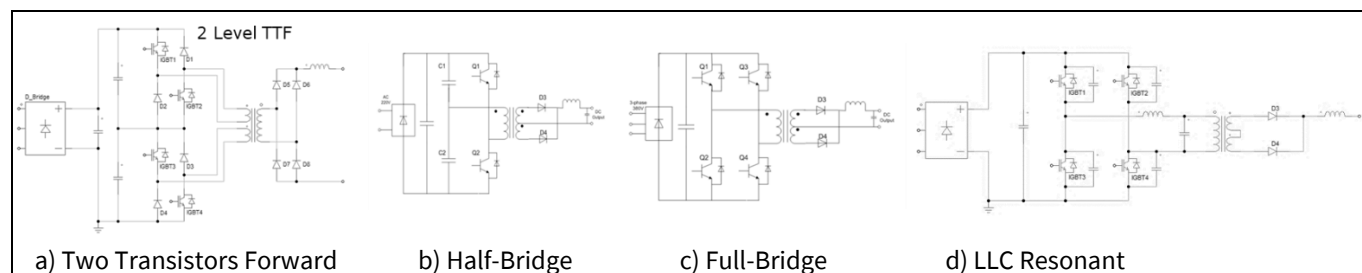 2 Level TTF
D_Bridge
IGBT1
D1
D2
IGBT2
IGBT3
D3
D4
IGBT4
D5
D6
D7
D8
AC
220V
C1
C2
Q1
Q2
D3
D4
DC
Output
3-phase
380V
Q1
Q3
Q2
Q4
D3
D4
DC
Output
IGBT1
IGBT2
IGBT3
IGBT4
D3
D4
a) Two Transistors Forward
b) Half-Bridge
c) Full-Bridge
d) LLC Resonant